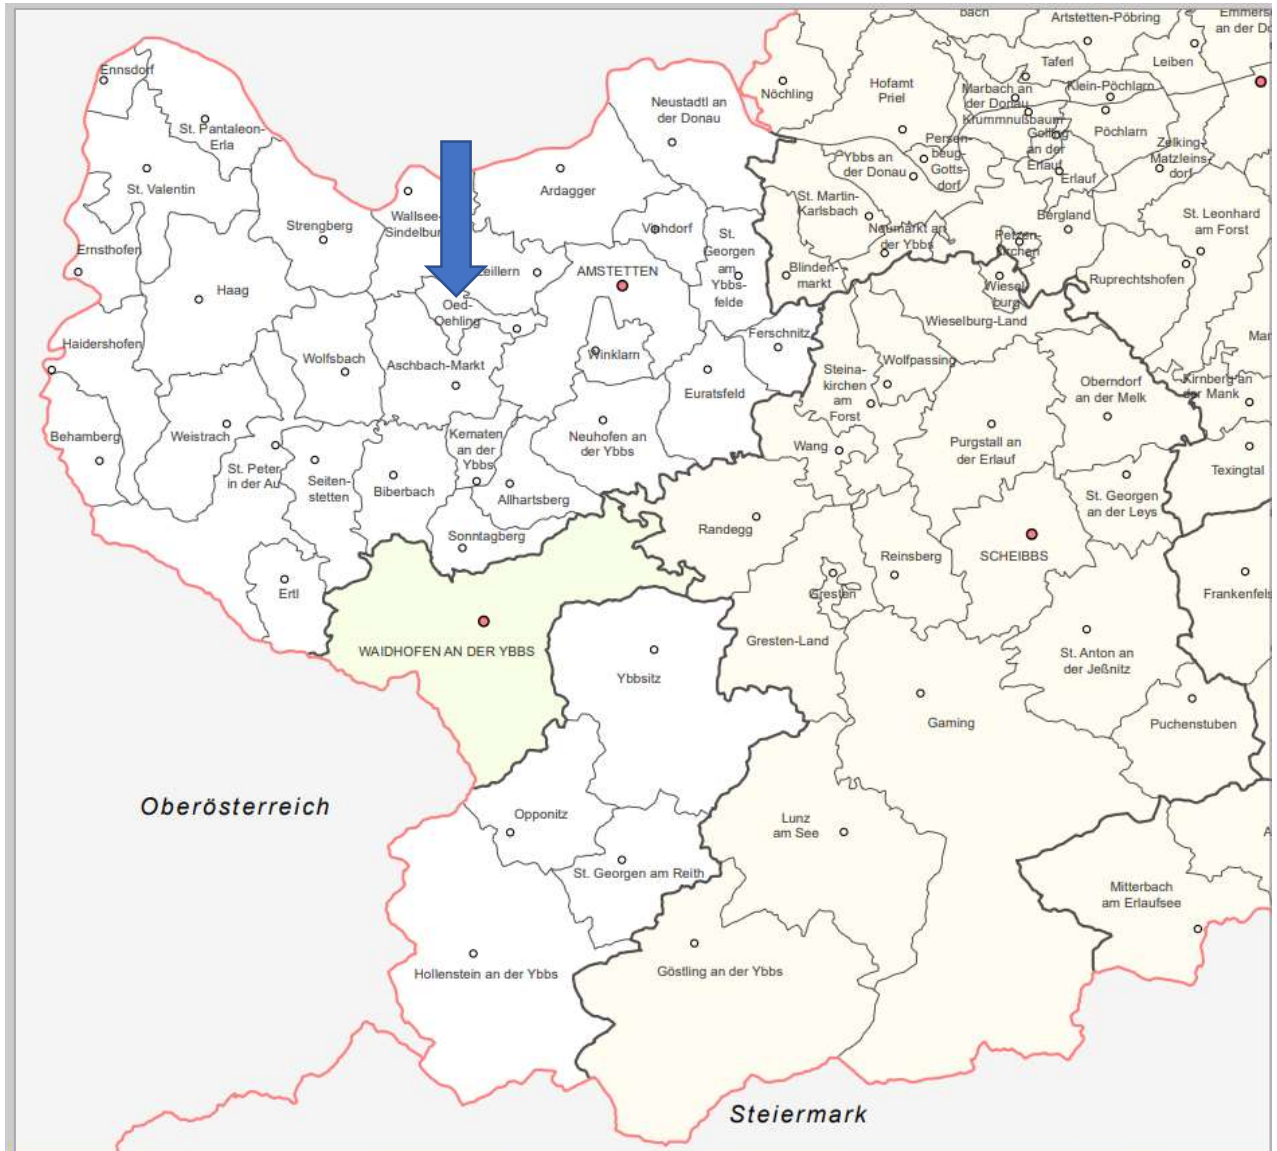 bach
Artstetten-Pöbring
Emmers
an der Do
Ennsdorf
Taferl
Leiben
Nöchling
Hofamt
Priel
Marbach an
der Donau
Klein-Pöchlarn
Neustadtl an
der Donau
Krummnußbaum
Pöchlarn
St. Pantaleon-
Erla
Golling
an der
Erlauf
Persen-
beug-
Gotts-
dorf
Zelking-
Matzleins-
dorf
Ybbs an
der Donau
Erlauf
St. Valentin
Ardagger
St. Martin-
Karlsbach
Wallsee-
Sindelbur
Strengberg
Viehdorf
St.
Georgen
am
Ybbs-
felde
Neumarkt an
der Ybbs
Bergland
St. Leonhard
am Forst
Petzen-
kirchen
Ernsthofen
Zeillern
AMSTETTEN
Blinden-
markt
Ruprechtshofen
Haag
Wiesel-
burg
Oed-
Oehling
Wieselburg-Land
Haidershofen
Ferschnitz
Mar
Wolfsbach
Aschbach-Markt
Winklarn
Wolfpassing
Steina-
kirchen
am
Forst
Oberndorf
an der Melk
Kirnberg an
der Mank
Euratsfeld
Behamberg
Weistrach
Kematen
an der
Ybbs
Neuhofen an
der Ybbs
Wang
Purgstall an
der Erlauf
Texingtal
St. Peter
in der Au
Seiten-
stetten
Biberbach
Allhartsberg
St. Georgen
an der Leys
Randegg
Sonntagberg
Reinsberg
SCHEIBBS
Ertl
Gresten
Frankenfels
WAIDHOFEN AN DER YBBS
Gresten-Land
St. Anton an
der Jeßnitz
Ybbsitz
Gaming
Puchenstuben
Oberösterreich
Opponitz
Lunz
am See
A
St. Georgen am Reith
Mitterbach
am Erlaufsee
Hollenstein an der Ybbs
Göstling an der Ybbs
Steiermark